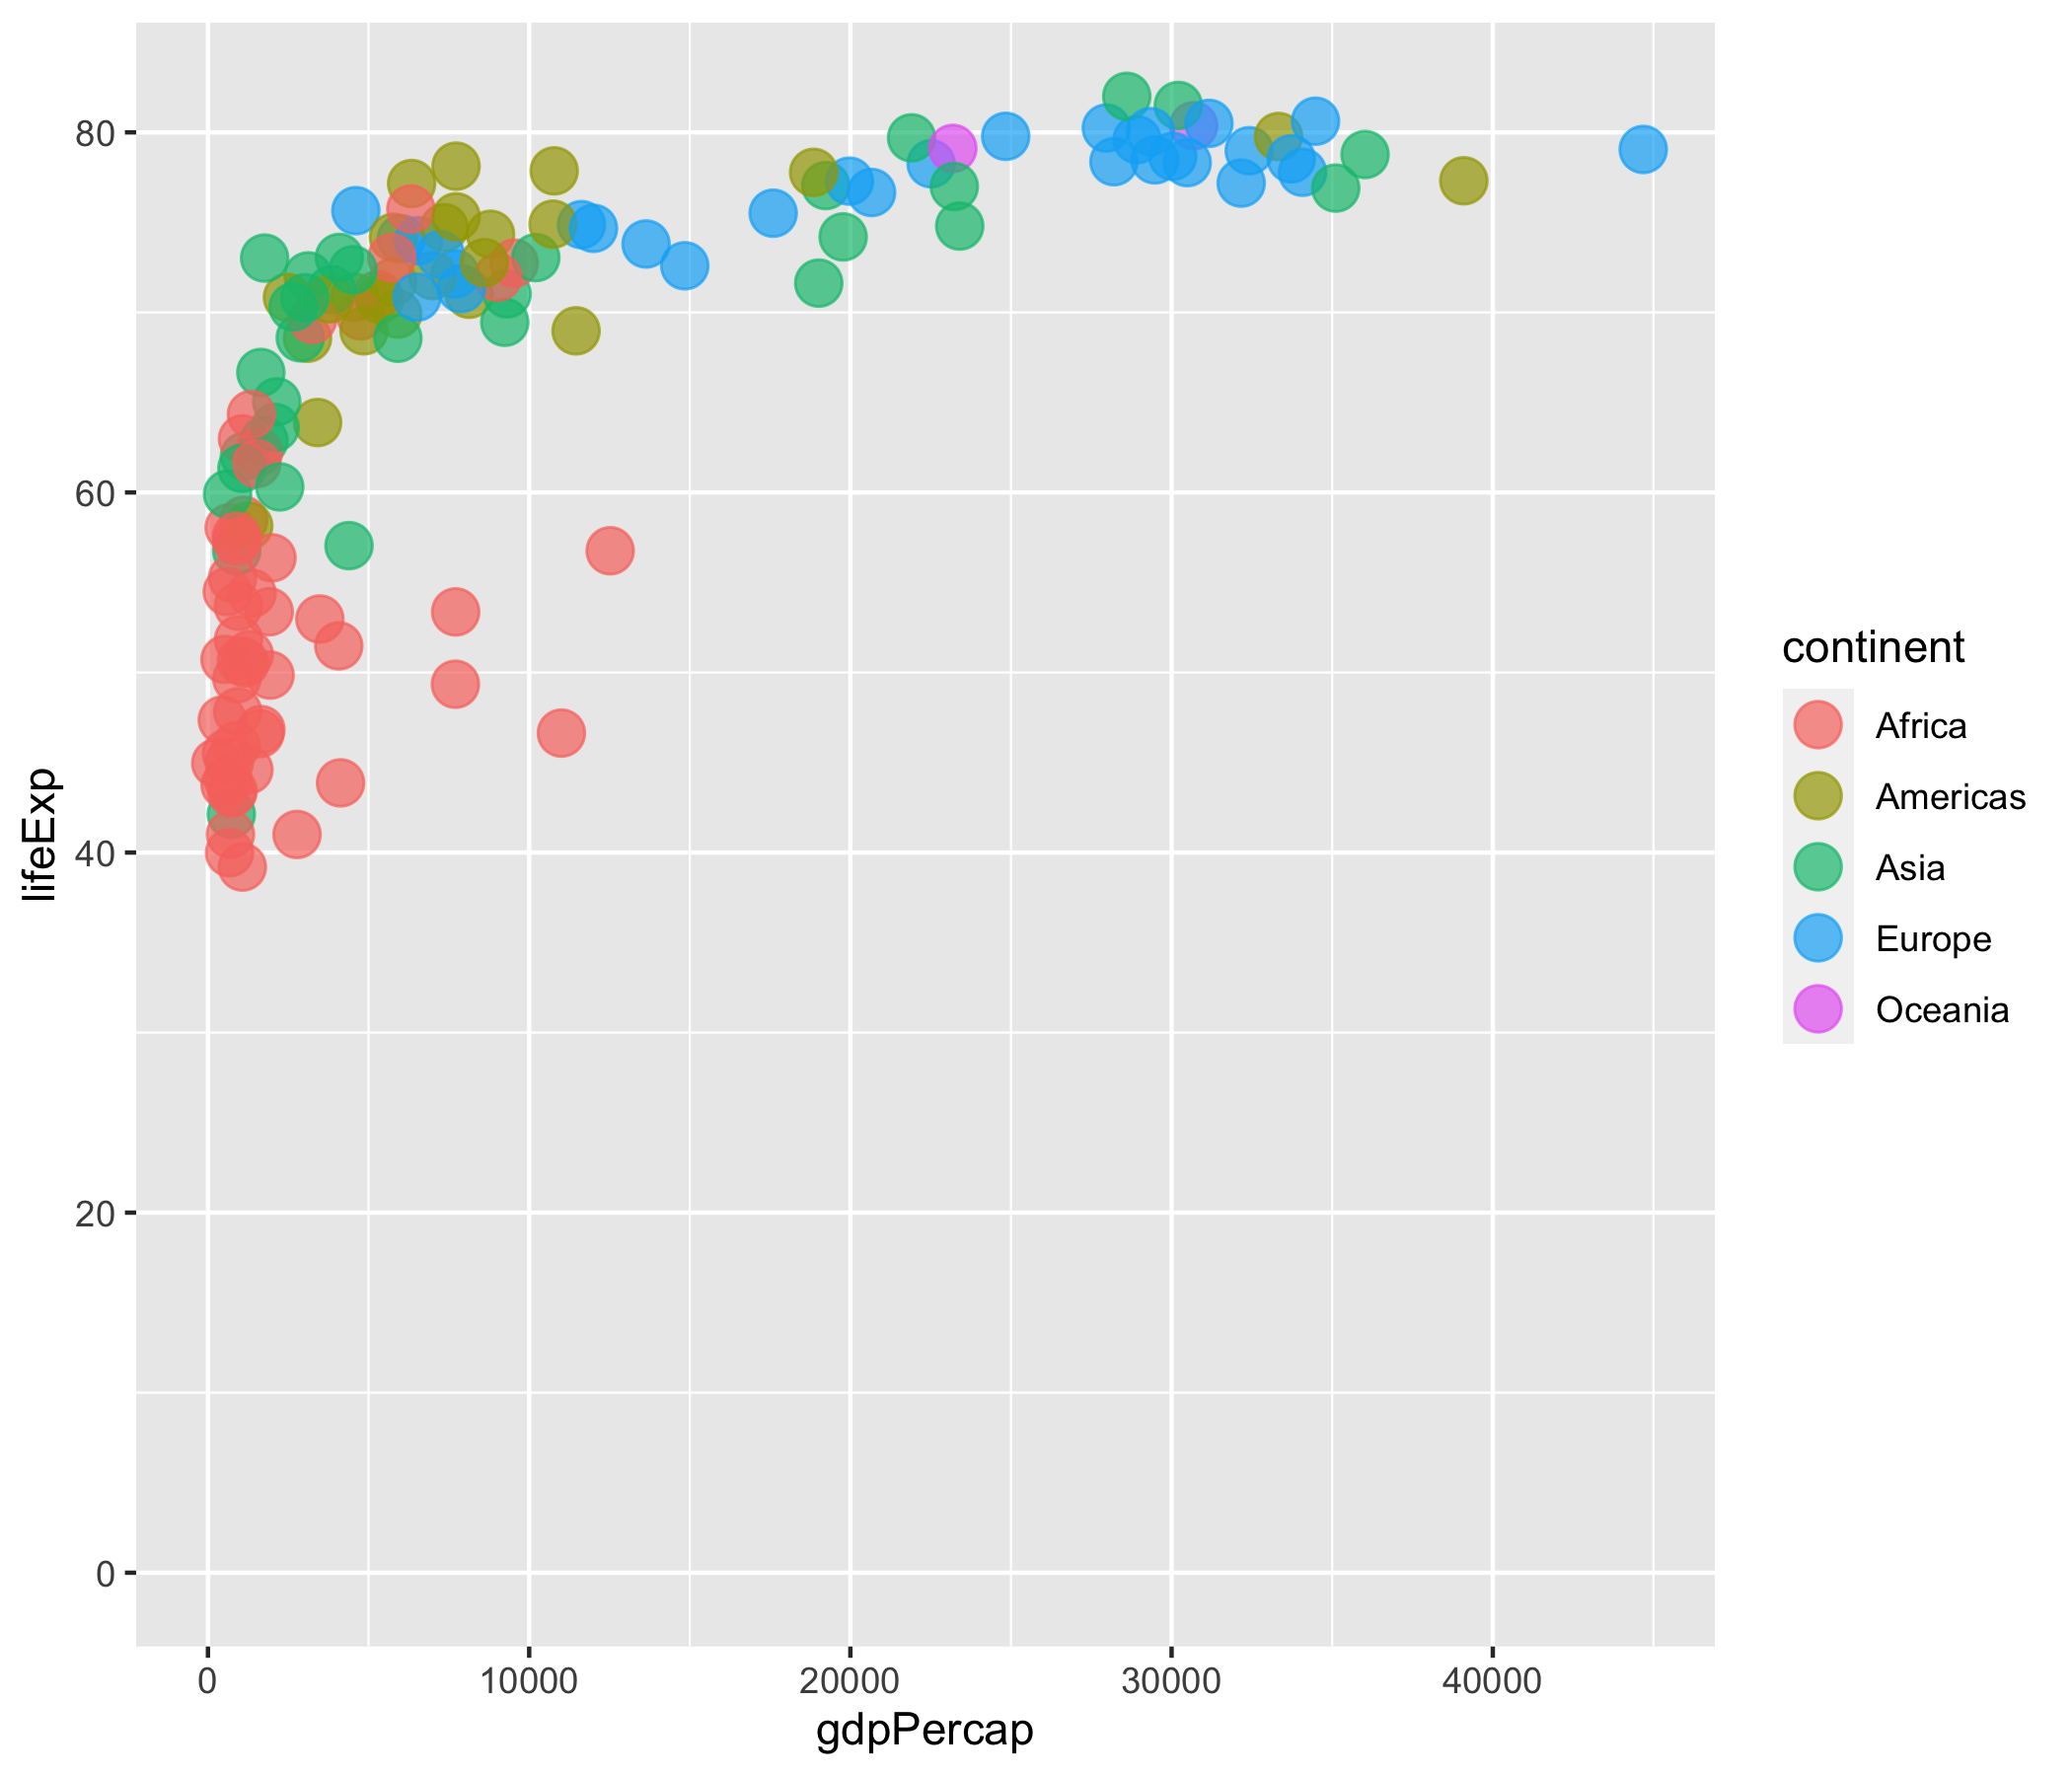 80
60
40
20
0
lifeExp
0 10000 20000 30000 40000
gdpPercap
continent
Africa
Americas
Asia
Europe
Oceania